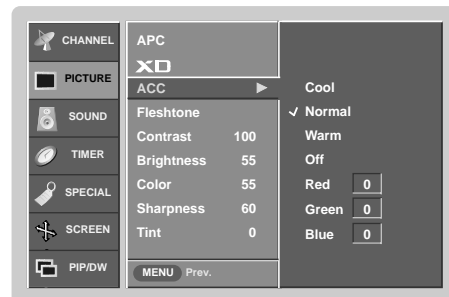 CHANNEL
PICTURE
SOUND
TIMER
SPECIAL
SCREEN
PIP/DW
APC
XD
ACC
Fleshtone
Contrast 100
Brightness 55
Color 55
Sharpness 60
Tint 0
MENU Prev.
Cool
Normal
Warm
Off
Red 0
Green 0
Blue 0